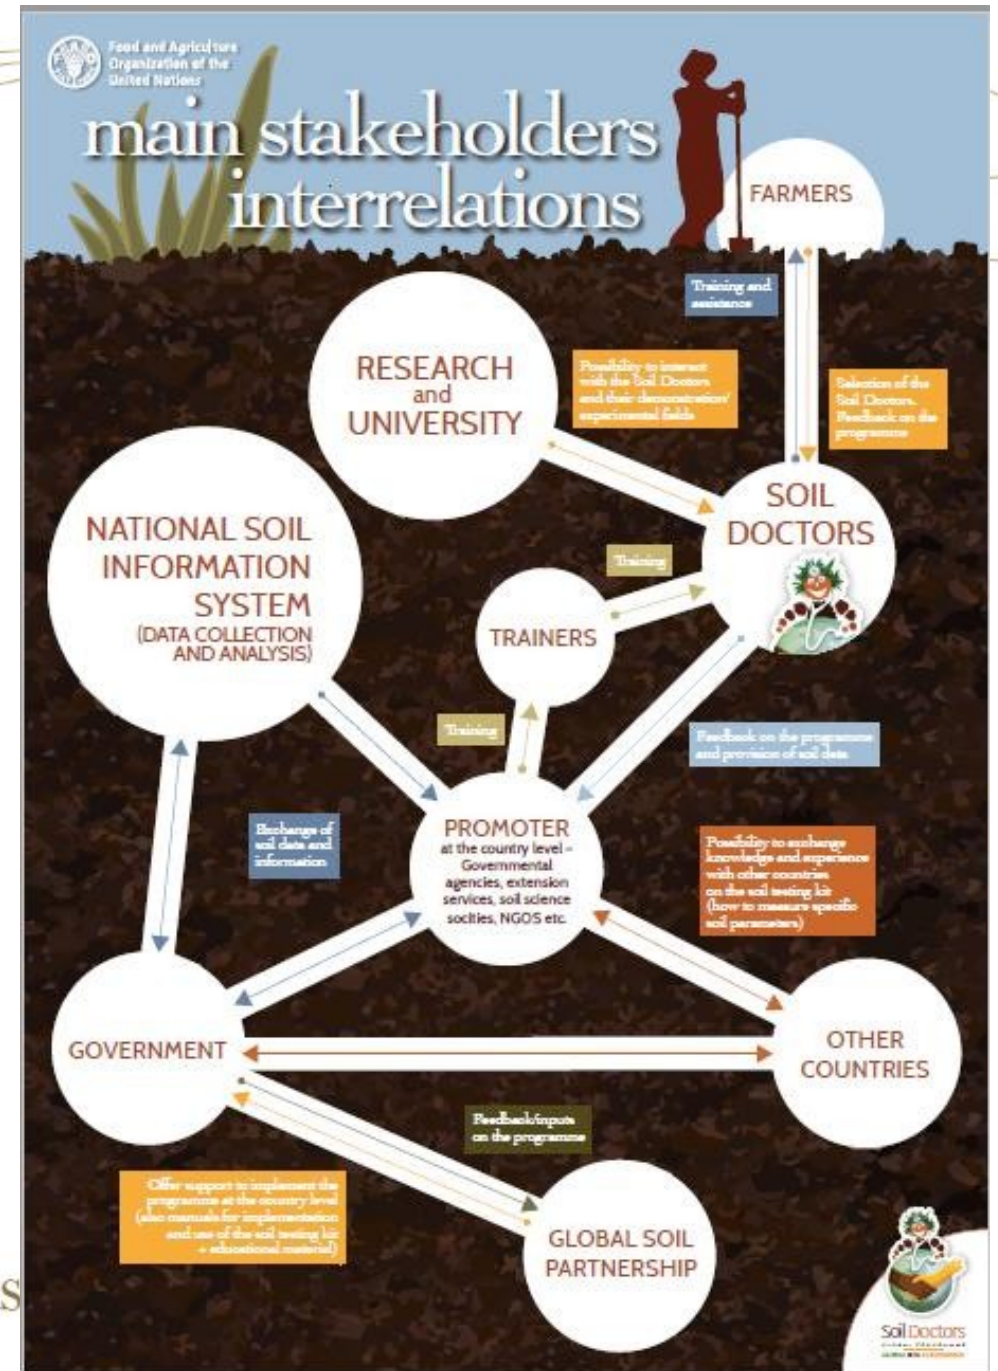 Food and Agriculture
Organization of the
United Nations
main stakeholders
interrelations
FARMERS
Training and
assistance
RESEARCH
and
UNIVERSITY
Possibility to interact
with the Soil Doctors
and their demonstration/
experimental fields
Selection of the
Soil Doctors.
Feedback on the
programme
SOIL
DOCTORS
NATIONAL SOIL
INFORMATION
SYSTEM
(DATA COLLECTION
AND ANALYSIS)
Training
TRAINERS
Training
Feedback on the programme
and provision of soil data
Exchange of
soil data and
information
PROMOTER
at the country level –
Governmental
agencies, extension
services, soil science
socities, NGOS etc.
Possibility to exchange
knowledge and experience
with other countries
on the soil testing kit
(how to measure specific
soil parameters)
GOVERNMENT
OTHER
COUNTRIES
Feedback/inputs
on the programme
Offer support to implement the
programme at the country level
(also manuals for implementation
and use of the soil testing kit
+ educational material)
GLOBAL SOIL
PARTNERSHIP
s
Soil Doctors